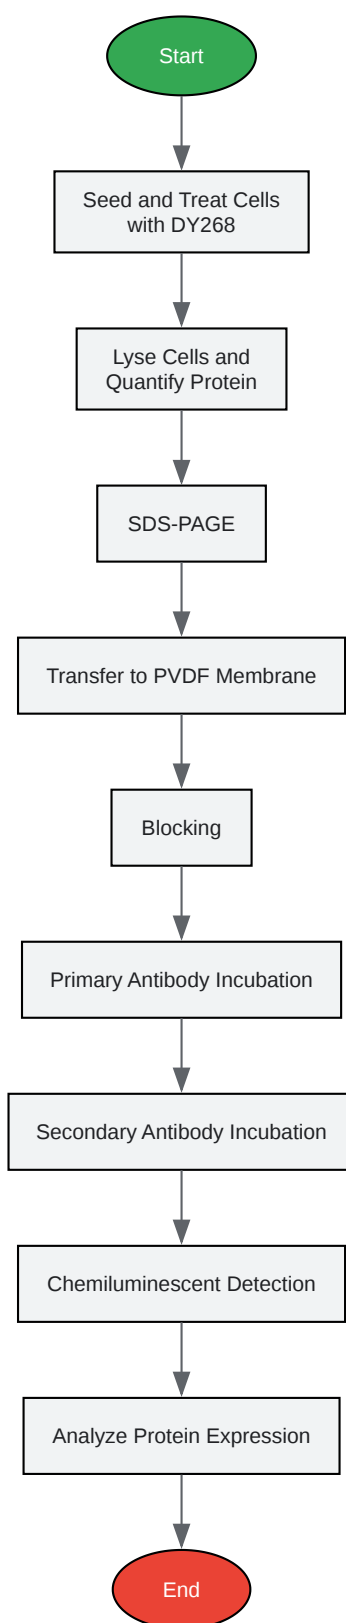 Start
Seed and Treat Cells
with DY268
Lyse Cells and
Quantify Protein
SDS-PAGE
Transfer to PVDF Membrane
Blocking
Primary Antibody Incubation
Secondary Antibody Incubation
Chemiluminescent Detection
Analyze Protein Expression
End